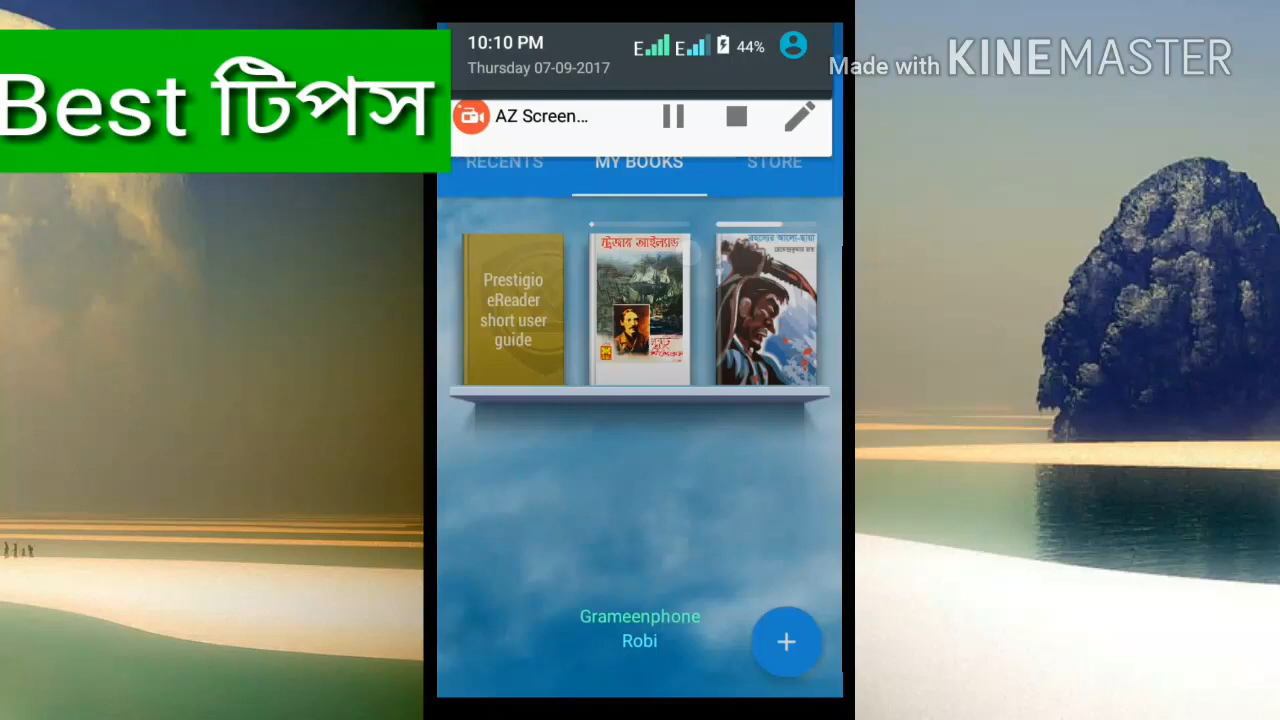 Best টিপস
10:10 PM
Thursday 07-09-2017
E E 44%
Made with KINEMASTER
AZ Screen...
RECENTS MY BOOKS STORE
Prestigio
eReader
short user
guide
ট্রেজার আইল্যান্ড
Grameenphone
Robi